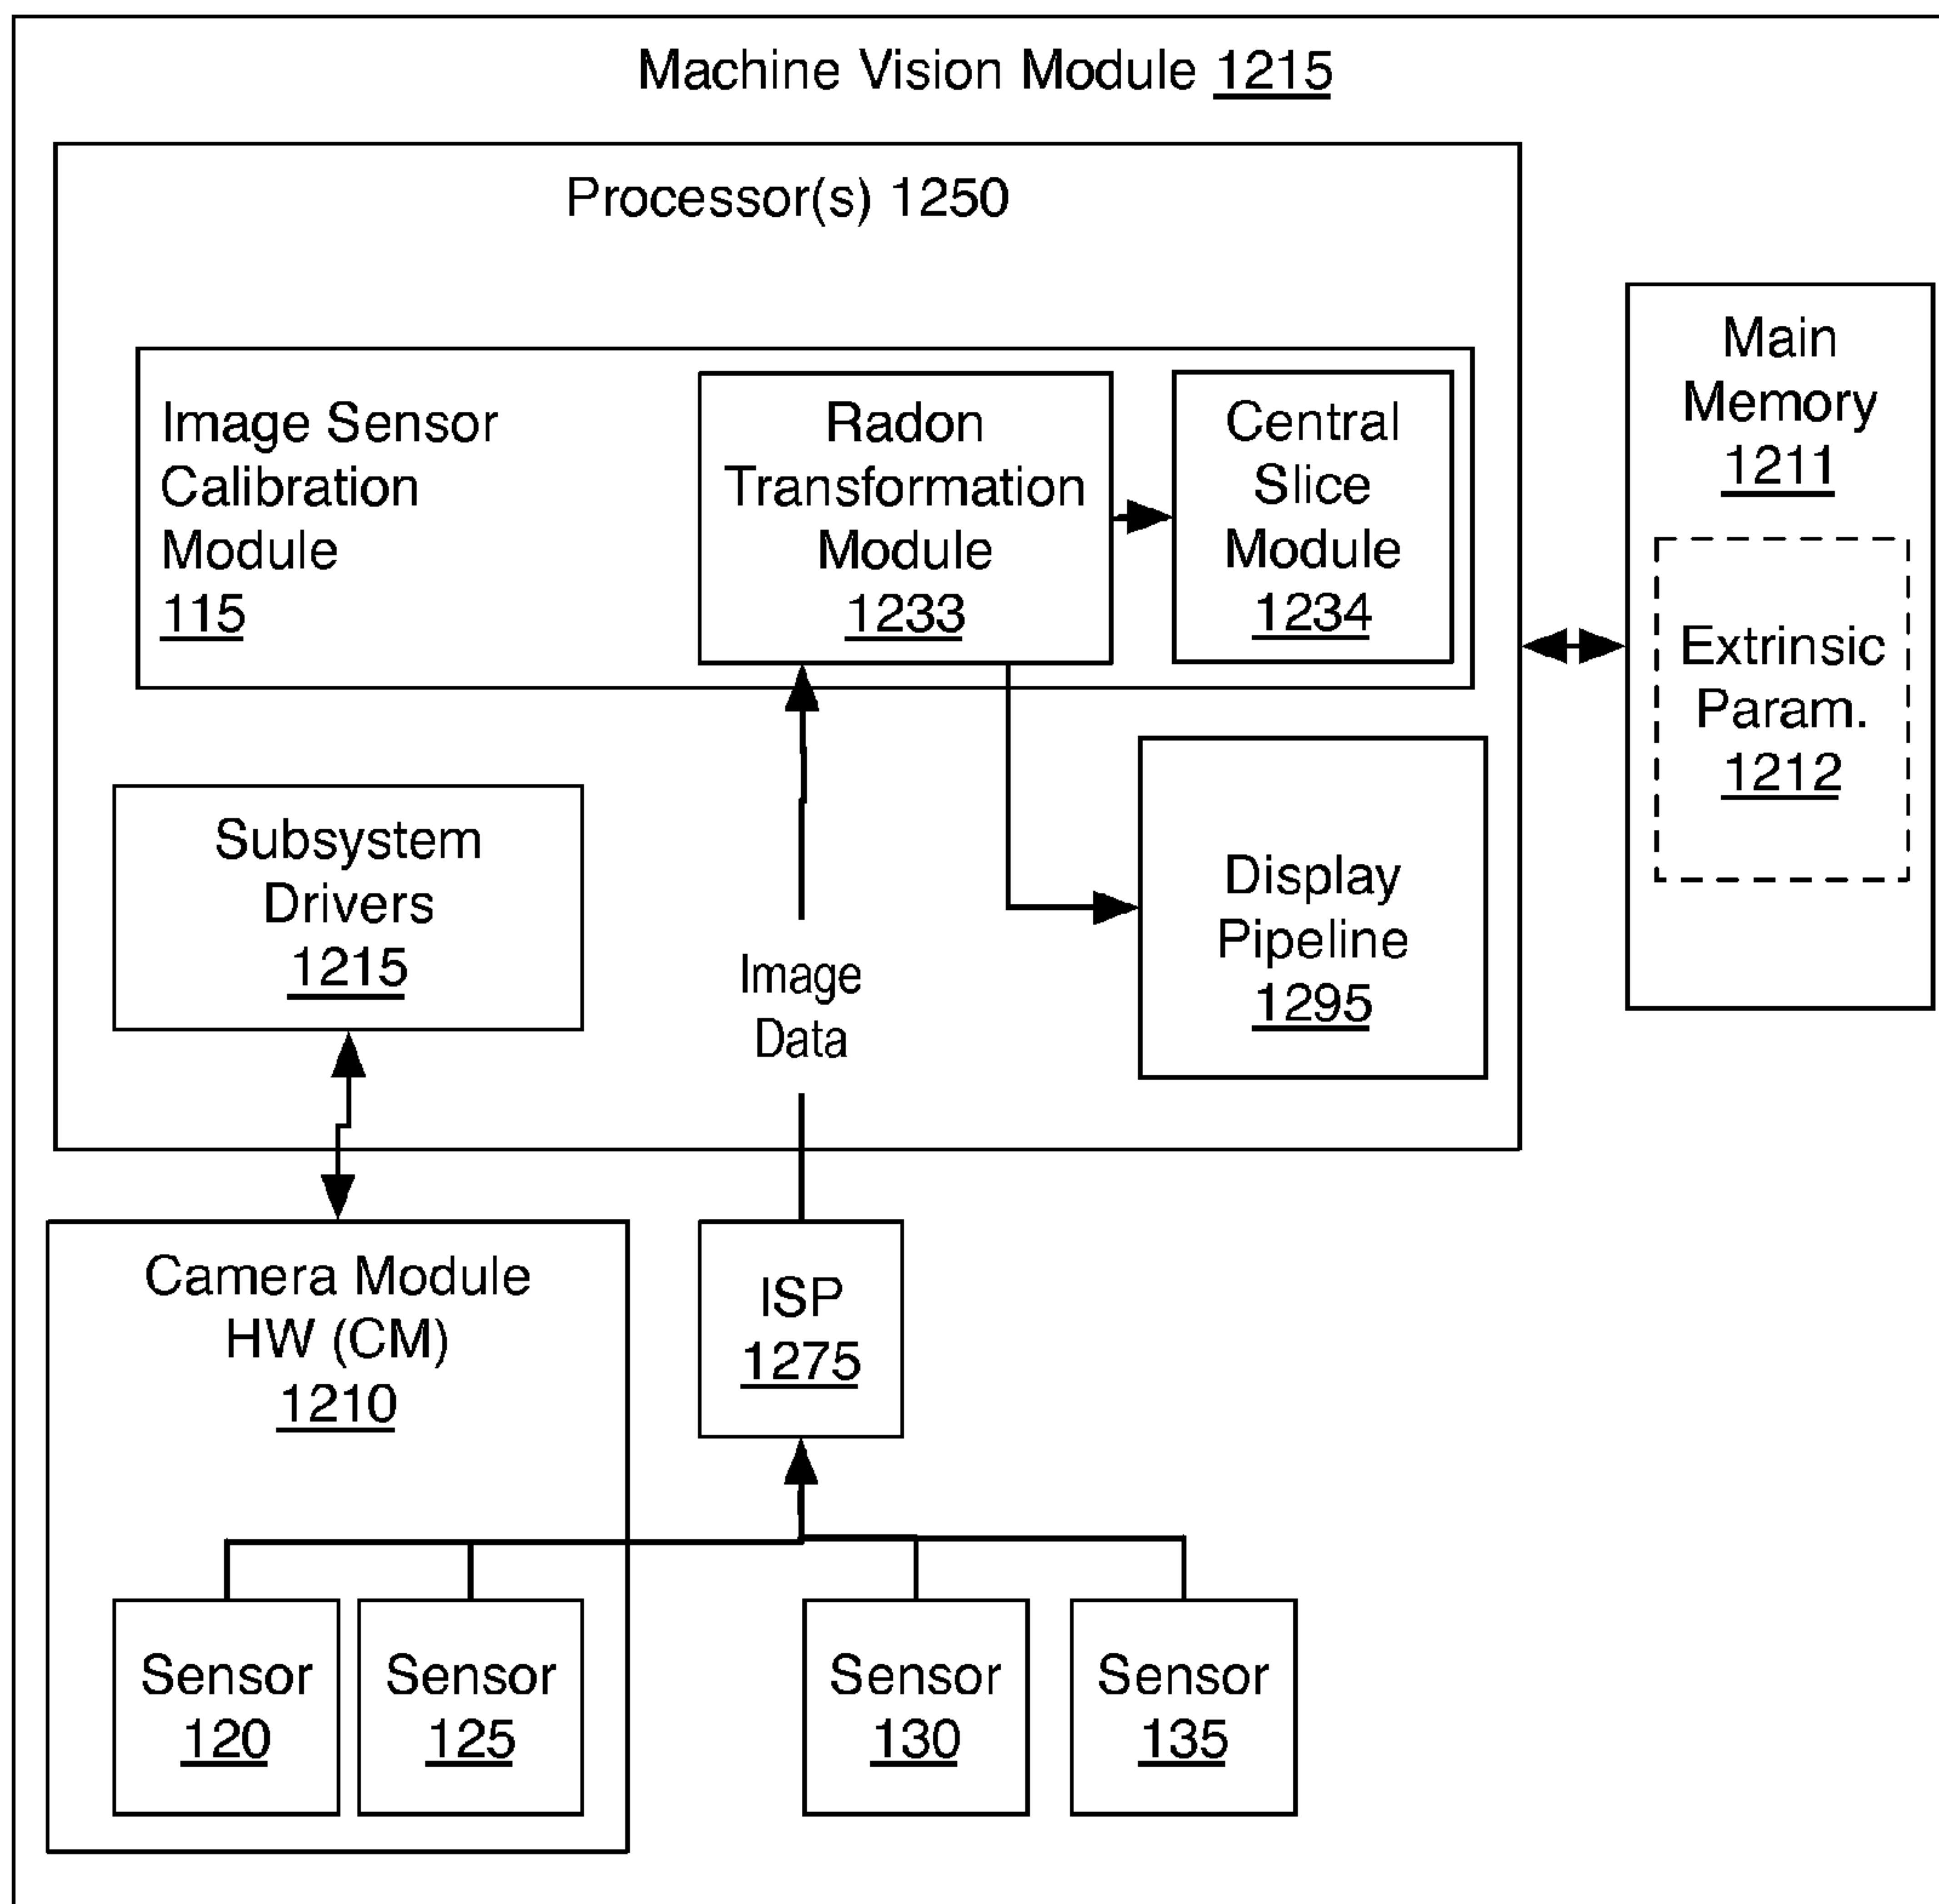 Machine Vision Module 1215
Processor(s) 1250
Image Sensor
Calibration
Module
115
Radon
Transformation
Module
1233
Central
Slice
Module
1234
Main
Memory
1211
Extrinsic
Param.
1212
Subsystem
Drivers
1215
Image
Data
Display
Pipeline
1295
Camera Module
HW (CM)
1210
ISP
1275
Sensor
120
Sensor
125
Sensor
130
Sensor
135